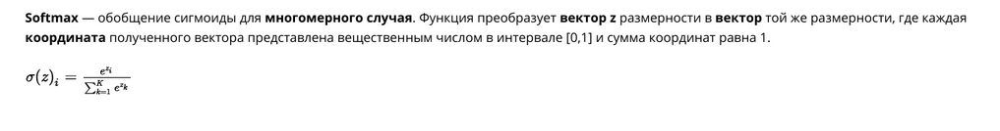 Softmax — обобщение сигмоиды для многомерного случая. Функция преобразует вектор z размерности в вектор той же размерности, где каждая
координата полученного вектора представлена вещественным числом в интервале [0,1] и сумма координат равна 1.
σ(z)_i = \frac{e^{z_i}}{\sum_{k=1}^{K} e^{z_k}}